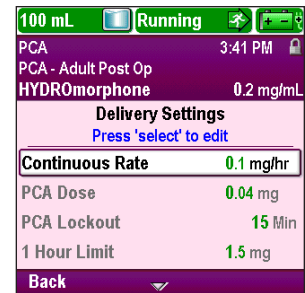 100 mL Running
PCA 3:41 PM
PCA - Adult Post Op
HYDROmorphone 0.2 mg/mL
Delivery Settings
Press 'select' to edit
Continuous Rate 0.1 mg/hr
PCA Dose 0.04 mg
PCA Lockout 15 Min
1 Hour Limit 1.5 mg
Back